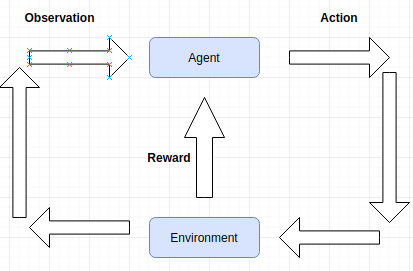 Observation
Action
Agent
Reward
Environment